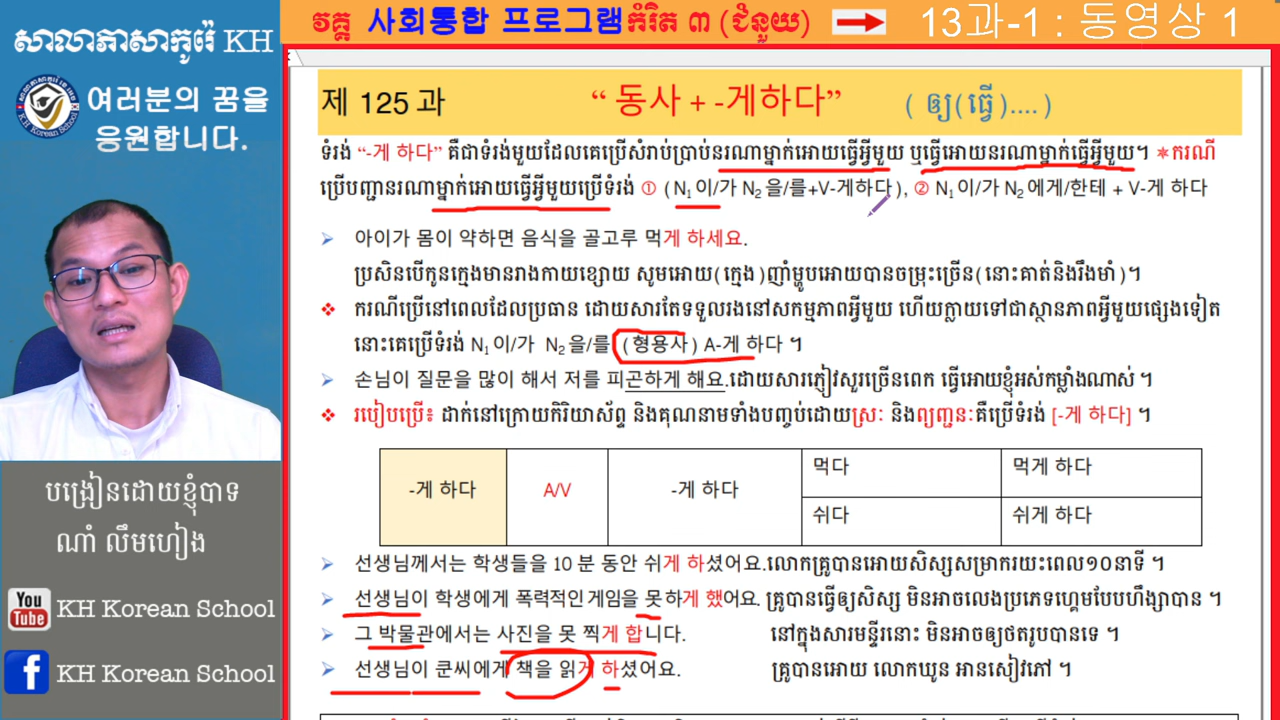 វគ្គ 사회통합 프로그램កំរិត ៣ (ជំនួយ) 13과-1 : 동영상 1
សាលាភាសាកូរ៉េ KH
여러분의 꿈을
응원합니다.
제 125 과 “ 동사 + -게하다” ( ឲ្យ(ធ្វើ)....)
ទំរង់ “-게 하다” គឺជាទំរង់មួយដែលគេប្រើសំរាប់ប្រាប់នរណាម្នាក់អោយធ្វើអ្វីមួយ ឬធ្វើអោយនរណាម្នាក់ធ្វើអ្វីមួយ។ ✶ករណី
ប្រើបញ្ជានរណាម្នាក់អោយធ្វើអ្វីមួយប្រើទំរង់ ① (N₁이/가 N₂을/를+V-게하다), ② N₁이/가 N₂에게/한테 + V-게 하다
➢ 아이가 몸이 약하면 음식을 골고루 먹게 하세요.
ប្រសិនបើកូនក្មេងមានរាងកាយខ្សោយ សូមអោយ(ក្មេង)ញ៉ាំម្ហូបអោយបានចម្រុះច្រើន(នោះគាត់និងរឹងមាំ)។
❖ ករណីប្រើនៅពេលដែលប្រធាន ដោយសារតែទទួលរងនៅសកម្មភាពអ្វីមួយ ហើយក្លាយទៅជាស្ថានភាពអ្វីមួយផ្សេងទៀត
នោះគេប្រើទំរង់ N₁이/가 N₂을/를 (형용사) A-게 하다 ។
➢ 손님이 질문을 많이 해서 저를 피곤하게 해요.ដោយសារភ្ញៀវសួរច្រើនពេក ធ្វើអោយខ្ញុំអស់កម្លាំងណាស់។
❖ របៀបប្រើ៖ ដាក់នៅក្រោយកិរិយាស័ព្ទ និងគុណនាមទាំងបញ្ចប់ដោយស្រៈ និងព្យញ្ជនៈគឺប្រើទំរង់ [-게 하다] ។
-게 하다 A/V -게 하다 먹다 먹게 하다
쉬다 쉬게 하다
➢ 선생님께서는 학생들을 10 분 동안 쉬게 하셨어요.លោកគ្រូបានអោយសិស្សសម្រាករយះពេល១០នាទី។
➢ 선생님이 학생에게 폭력적인 게임을 못하게 했어요. គ្រូបានធ្វើឲ្យសិស្ស មិនអាចលេងប្រភេទហ្គេមបែបហឹង្សាបាន។
➢ 그 박물관에서는 사진을 못 찍게 합니다. នៅក្នុងសារមន្ទីរនោះ មិនអាចឲ្យថតរូបបានទេ។
➢ 선생님이 쿤씨에게 책을 읽게 하셨어요. គ្រូបានអោយ លោកឃូន អានសៀវភៅ។
បង្រៀនដោយខ្ញុំបាទ
ណាំ លឹមហៀង
You Tube KH Korean School
f KH Korean School